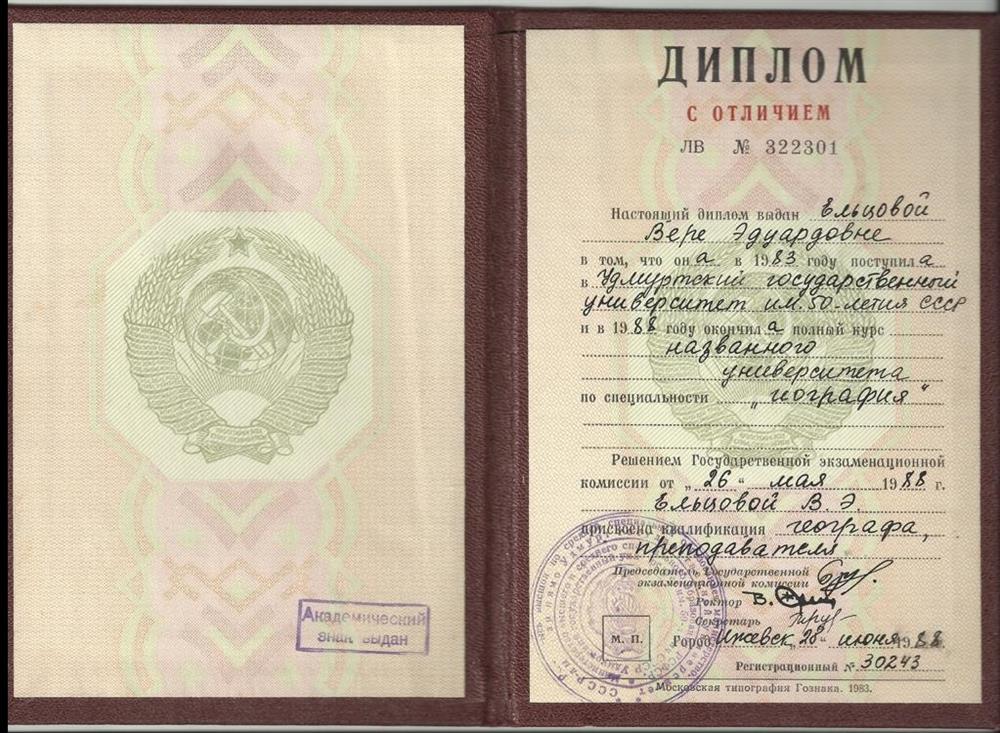 Академический
знак выдан
ДИПЛОМ
С ОТЛИЧИЕМ
ЛВ № 322301
Настоящий диплом выдан Ельцовой
Вере Эдуардовне
в том, что она в 1983 году поступила
в Удмуртский государственный
университет им. 50-летия СССР
и в 1988 году окончила полный курс
названного
университета
по специальности „география“
Решением Государственной экзаменационной
комиссии от „26“ мая 1988 г.
Ельцовой В. Э.
присвоена квалификация географа,
преподавателя
Председатель Государственной
экзаменационной комиссии
Ректор
Секретарь
М. П.
Город Ижевск, 28 июня 1988.
Регистрационный № 30243
Московская типография Гознака. 1983.